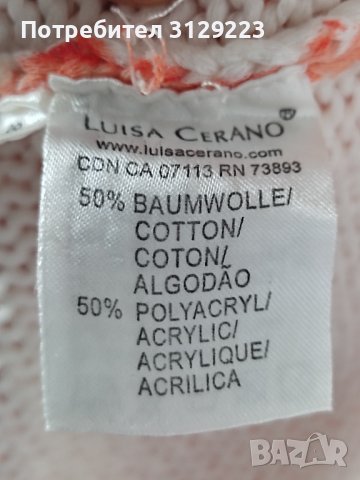 Потребител 3129223
LUISA CERANO®
www.luisacerano.com
CDN CA 07113 RN 73893
50% BAUMWOLLE/
COTTON/
COTON/
ALGODÃO
50% POLYACRYL/
ACRYLIC/
ACRYLIQUE/
ACRILICA
BAZAR